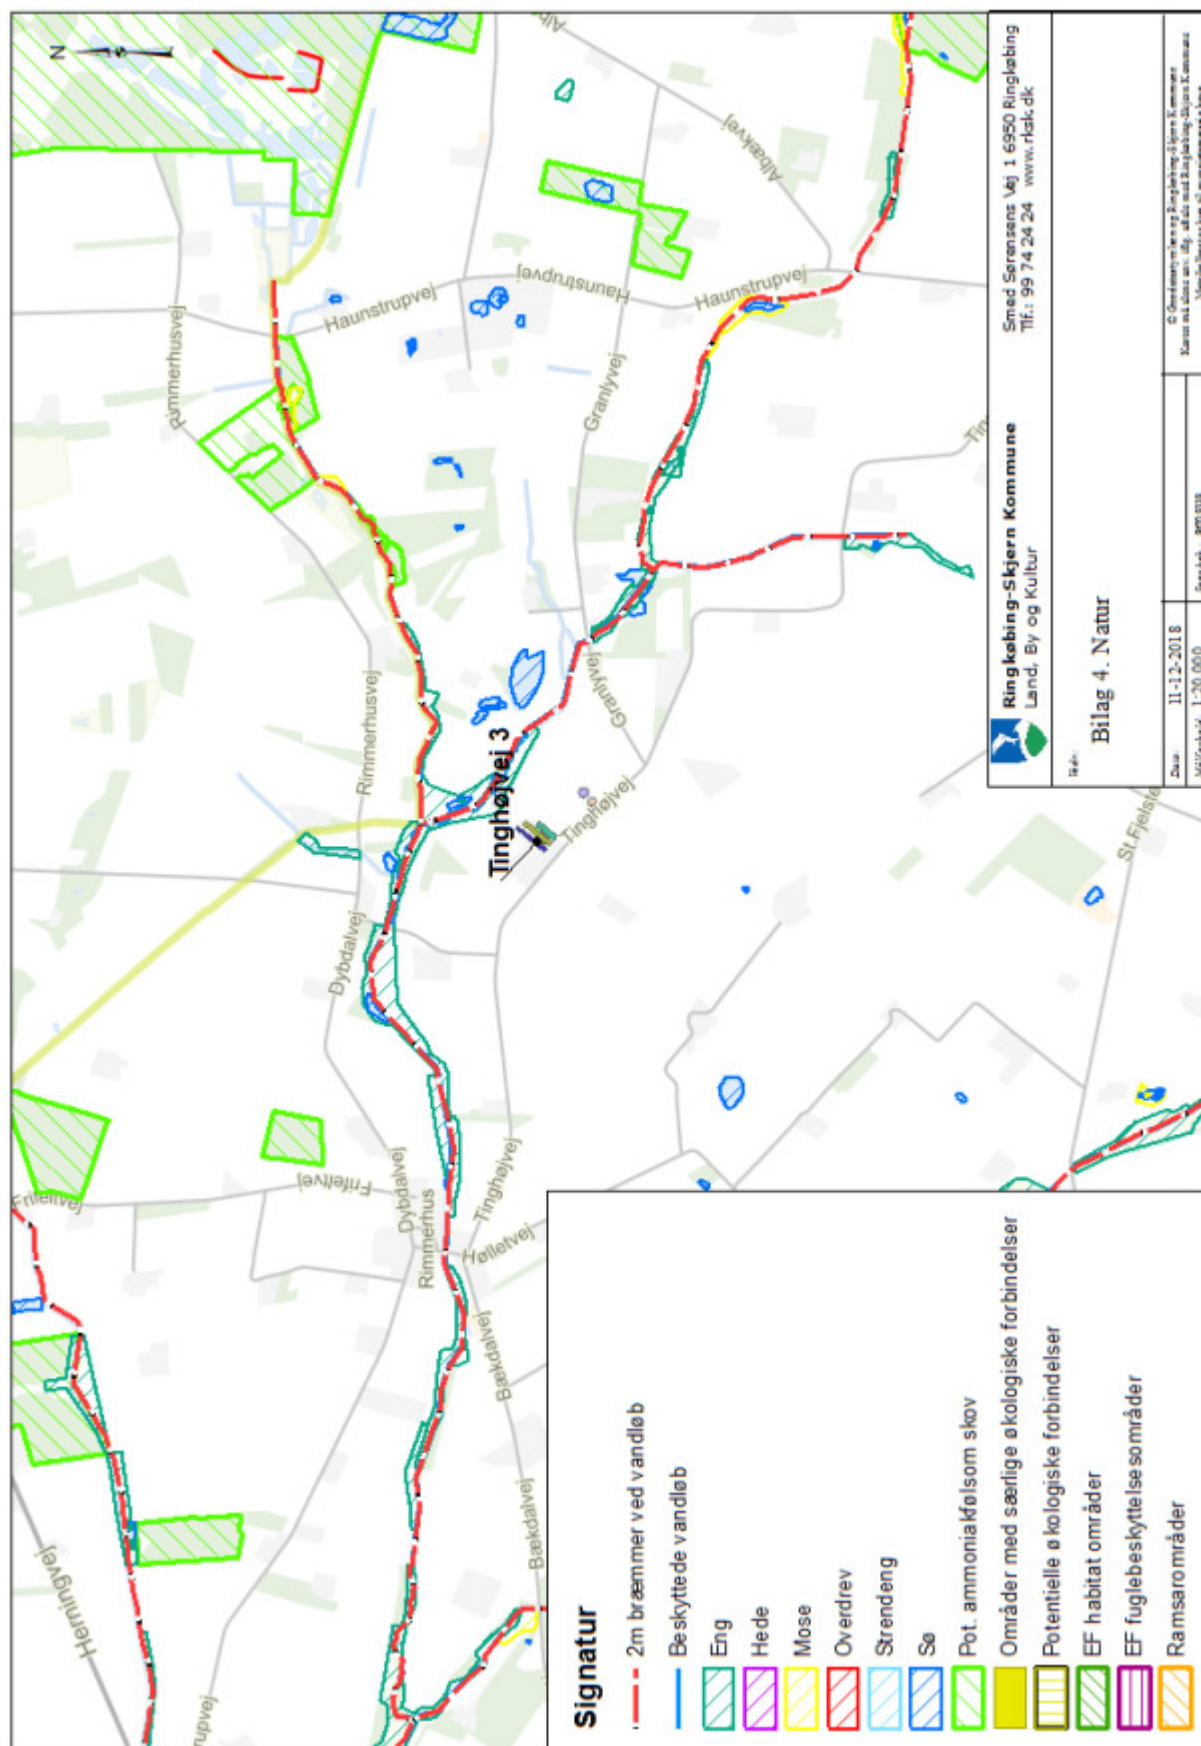 N
Rimmerhusvej
Haunstrupvej
Haunstrupvej
Haunstrupvej
Albækvej
Granlyvej
Granlyvej
Rimmerhusvej
Tinghøjvej 3
Tinghøjvej
Dybdalvej
Dybdalvej
Frifeltvej
Rimmerhus
Tinghøjvej
Hølletvej
Bækdalvej
Bækdalvej
Herningvej
Signatur
2m bræmmer ved vandløb
Beskyttede vandløb
Eng
Hede
Mose
Overdrev
Strendeng
Sø
Pot. ammoniakfølsom skov
Områder med særlige økologiske forbindelser
Potentielle økologiske forbindelser
EF habitat områder
EF fuglebeskyttelsesområder
Ramsarområder
Ringkøbing-Skjern Kommune
Land, By og Kultur
Smed Sørensens Vej 1 6950 Ringkøbing
Tlf.: 99 74 24 24 www.rksk.dk
Bilag 4. Natur
11-12-2018
1:20.000